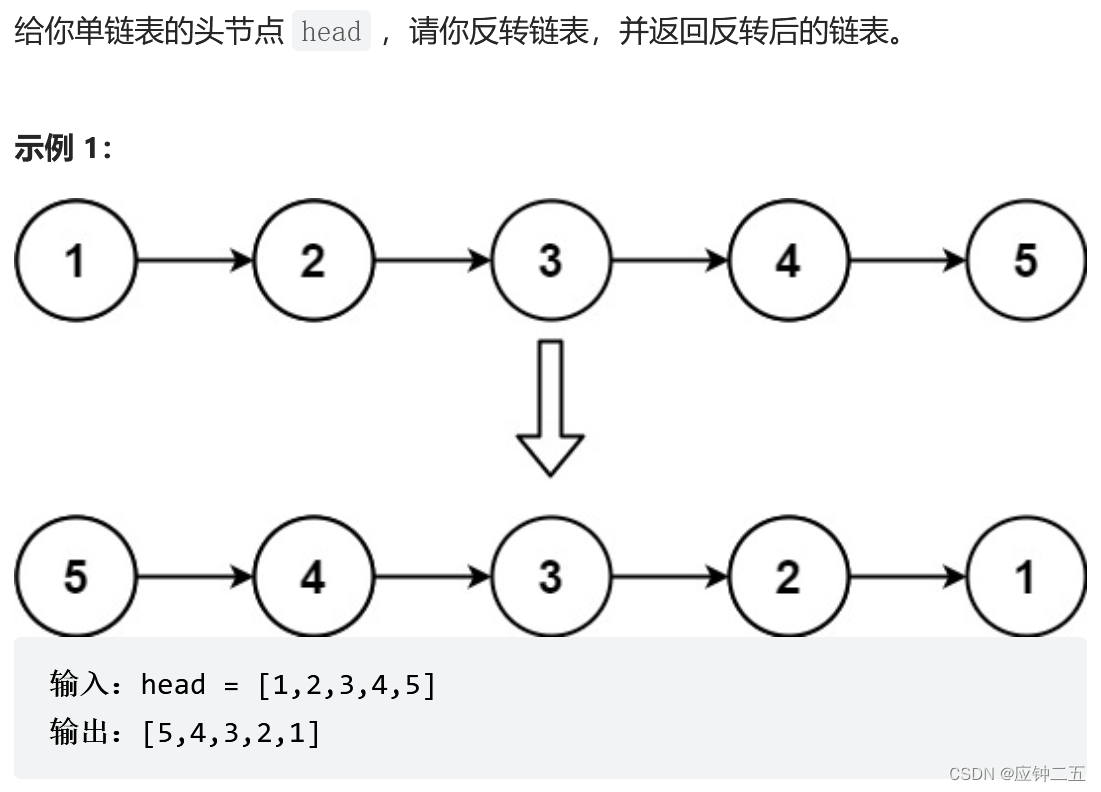 给你单链表的头节点 head ，请你反转链表，并返回反转后的链表。
示例 1：
1 2 3 4 5
5 4 3 2 1
输入：head = [1,2,3,4,5]
输出：[5,4,3,2,1]
CSDN @应钟二五